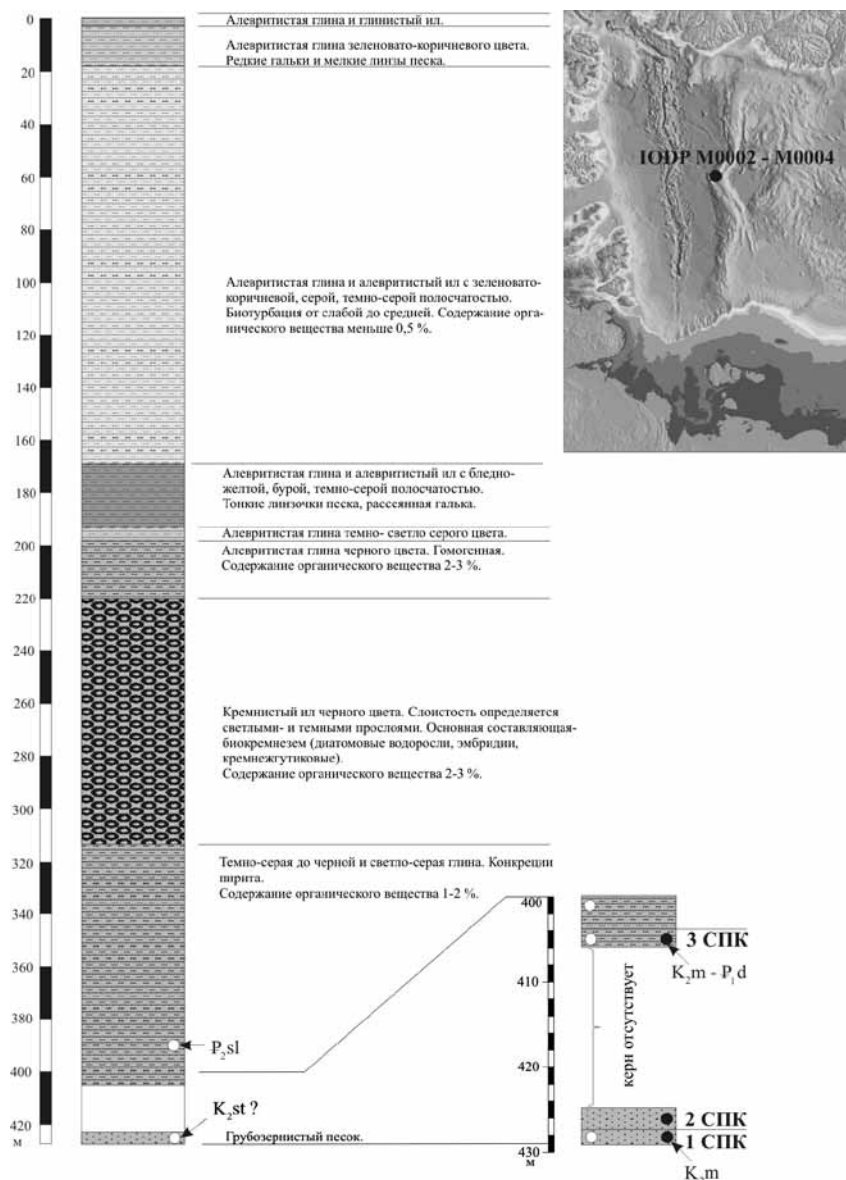 0
20
40
60
80
100
120
140
160
180
200
220
240
260
280
300
320
340
360
380
400
420
м
Алевритистая глина и глинистый ил.
Алевритистая глина зеленовато-коричневого цвета.
Редкие гальки и мелкие линзы песка.
Алевритистая глина и алевритистый ил с зеленовато-
коричневой, серой, темно-серой полосчатостью.
Биотурбация от слабой до средней. Содержание орга-
нического вещества меньше 0,5 %.
Алевритистая глина и алевритистый ил с бледно-
желтой, бурой, темно-серой полосчатостью.
Тонкие линзочки песка, рассеянная галька.
Алевритистая глина темно- светло серого цвета.
Алевритистая глина черного цвета. Гомогенная.
Содержание органического вещества 2-3 %.
Кремнистый ил черного цвета. Слоистость определяется
светлыми- и темными прослоями. Основная составляющая-
биокремнезем (диатомовые водоросли, эмбридии,
кремнежгутиковые).
Содержание органического вещества 2-3 %.
Темно-серая до черной и светло-серая глина. Конкреции
пирита.
Содержание органического вещества 1-2 %.
P₂sl
K₂st ?
Грубозернистый песок.
IODP M0002 - M0004
400
410
420
430
м
керн отсутствует
3 СПК
K₂m - P₁d
2 СПК
1 СПК
K₂m